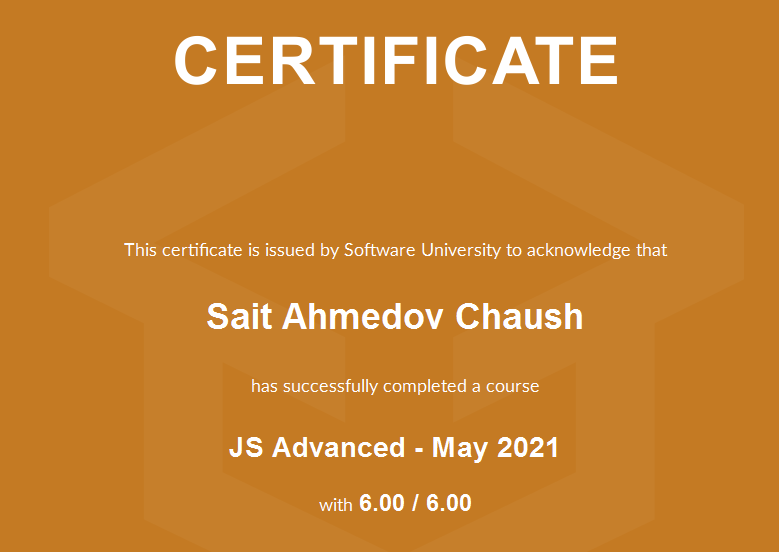 CERTIFICATE
This certificate is issued by Software University to acknowledge that
Sait Ahmedov Chaush
has successfully completed a course
JS Advanced - May 2021
with 6.00 / 6.00